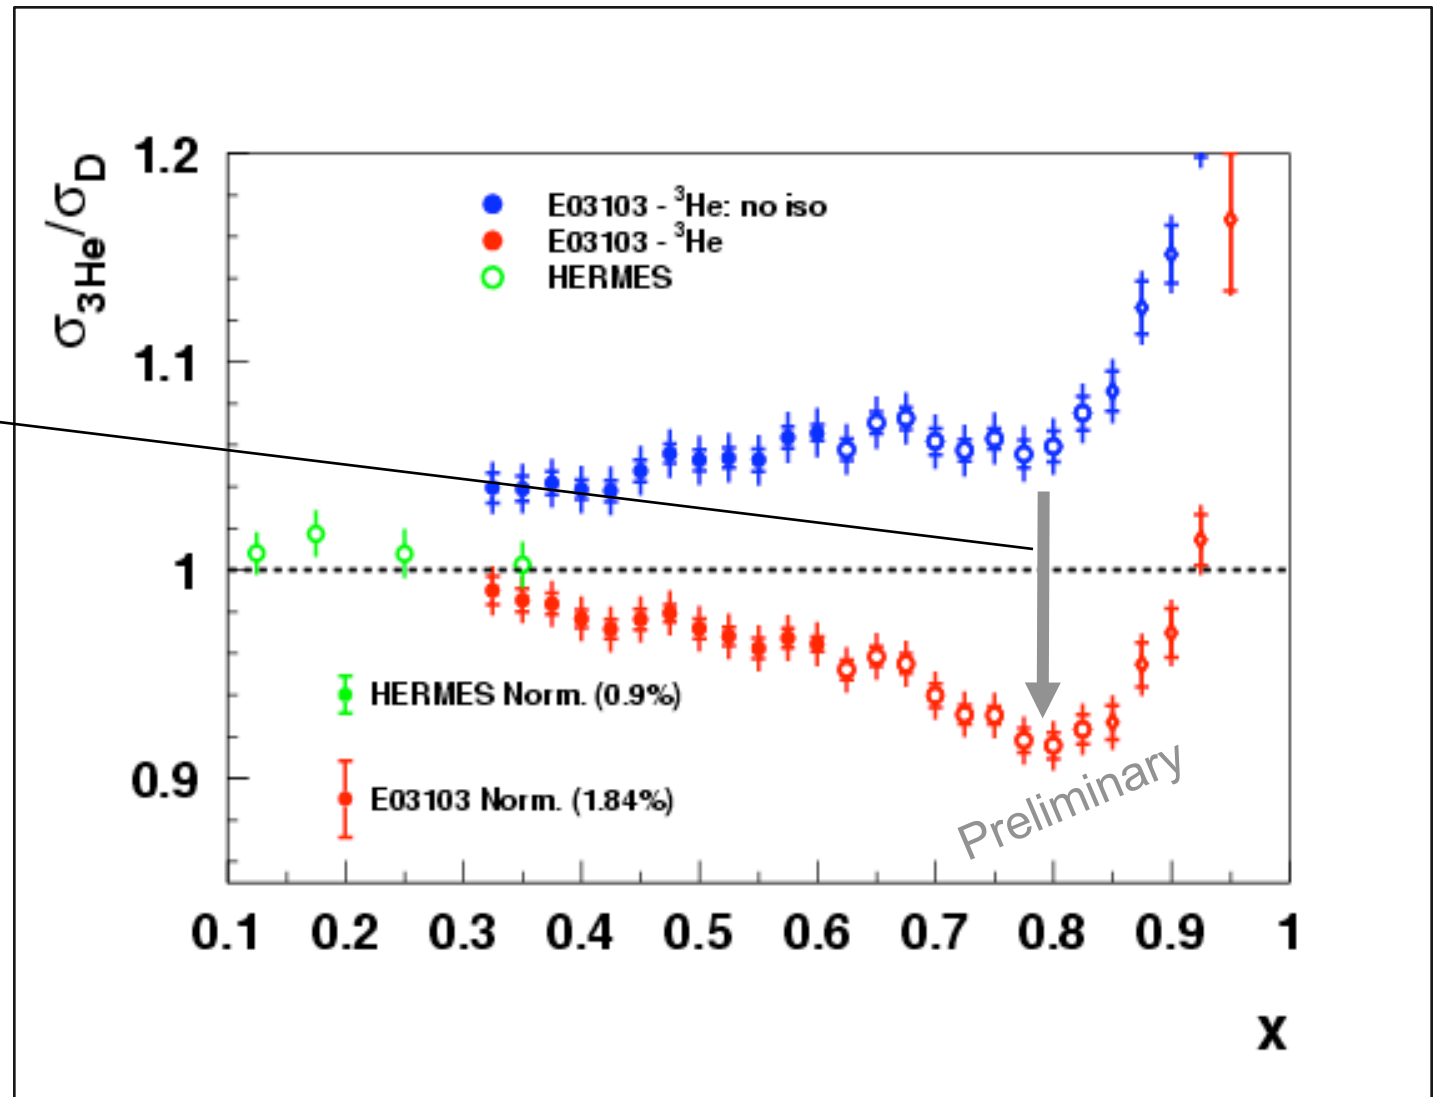 σ3He/σD
1.2
1.1
1
0.9
E03103 - ³He: no iso
E03103 - ³He
HERMES
HERMES Norm. (0.9%)
E03103 Norm. (1.84%)
Preliminary
0.1 0.2 0.3 0.4 0.5 0.6 0.7 0.8 0.9 1
x